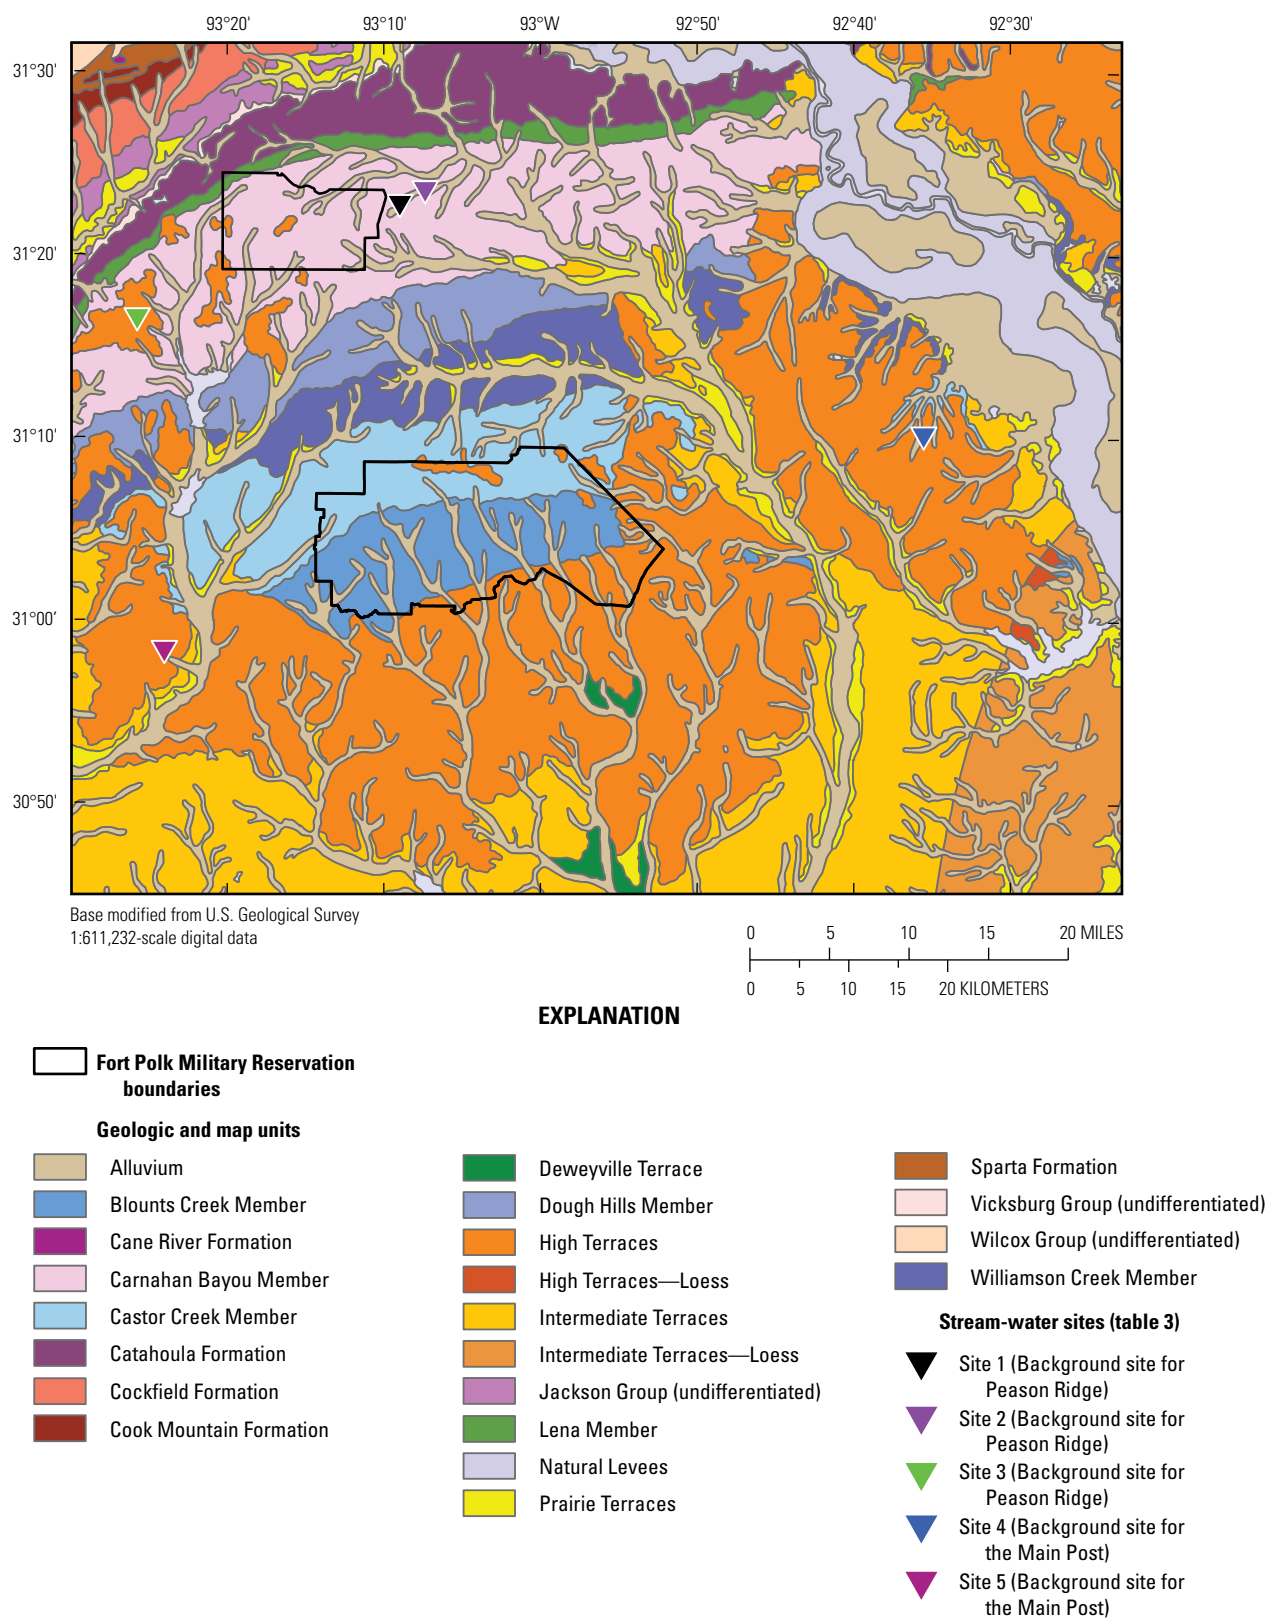 93°20' 93°10' 93°W 92°50' 92°40' 92°30'
31°30'
31°20'
31°10'
31°00'
30°50'
Base modified from U.S. Geological Survey
1:611,232-scale digital data
0 5 10 15 20 MILES
0 5 10 15 20 KILOMETERS
EXPLANATION
Fort Polk Military Reservation
boundaries
Geologic and map units
Alluvium
Blounts Creek Member
Cane River Formation
Carnahan Bayou Member
Castor Creek Member
Catahoula Formation
Cockfield Formation
Cook Mountain Formation
Deweyville Terrace
Dough Hills Member
High Terraces
High Terraces—Loess
Intermediate Terraces
Intermediate Terraces—Loess
Jackson Group (undifferentiated)
Lena Member
Natural Levees
Prairie Terraces
Sparta Formation
Vicksburg Group (undifferentiated)
Wilcox Group (undifferentiated)
Williamson Creek Member
Stream-water sites (table 3)
Site 1 (Background site for
Peason Ridge)
Site 2 (Background site for
Peason Ridge)
Site 3 (Background site for
Peason Ridge)
Site 4 (Background site for
the Main Post)
Site 5 (Background site for
the Main Post)